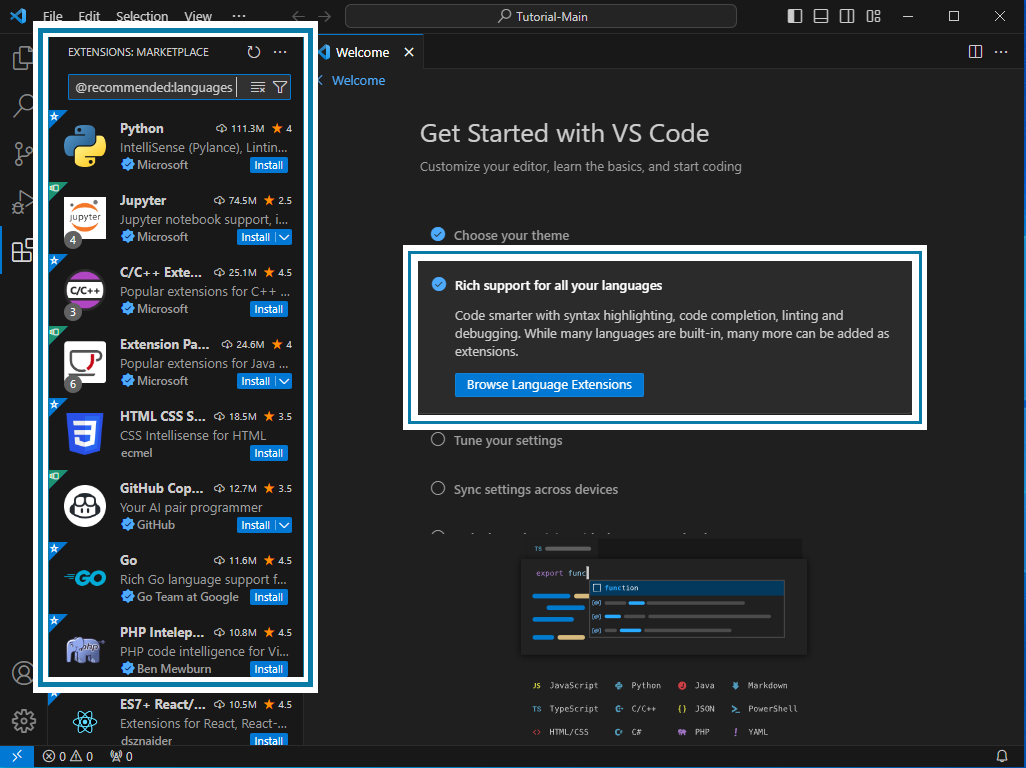 File Edit Selection View ··· Tutorial-Main
EXTENSIONS: MARKETPLACE
@recommended:languages
Python 111.3M 4
IntelliSense (Pylance), Lintin...
Microsoft Install
Jupyter 74.5M 2.5
Jupyter notebook support, i...
Microsoft Install
jupyter
4
C/C++ Exte... 25.1M 4.5
Popular extensions for C++ ...
Microsoft Install
C/C++
3
Extension Pa... 24.6M 4
Popular extensions for Java ...
Microsoft Install
6
HTML CSS S... 18.5M 3.5
CSS Intellisense for HTML
ecmel Install
3
GitHub Cop... 12.7M 3.5
Your AI pair programmer
GitHub Install
Go 11.6M 4.5
Rich Go language support f...
Go Team at Google Install
GO
PHP Intelep... 10.8M 4.5
PHP code intelligence for Vi...
Ben Mewburn Install
php
ES7+ React/... 10.5M 4.5
Extensions for React, React-...
dsznaider Install
Welcome
Welcome
Get Started with VS Code
Customize your editor, learn the basics, and start coding
Choose your theme
Rich support for all your languages
Code smarter with syntax highlighting, code completion, linting and
debugging. While many languages are built-in, many more can be added as
extensions.
Browse Language Extensions
Tune your settings
Sync settings across devices
TS
export func
function
[@]
[@]
[@]
JS JavaScript Python Java Markdown
TS TypeScript C/C++ {} JSON PowerShell
<> HTML/CSS C# PHP ! YAML
0 0 0